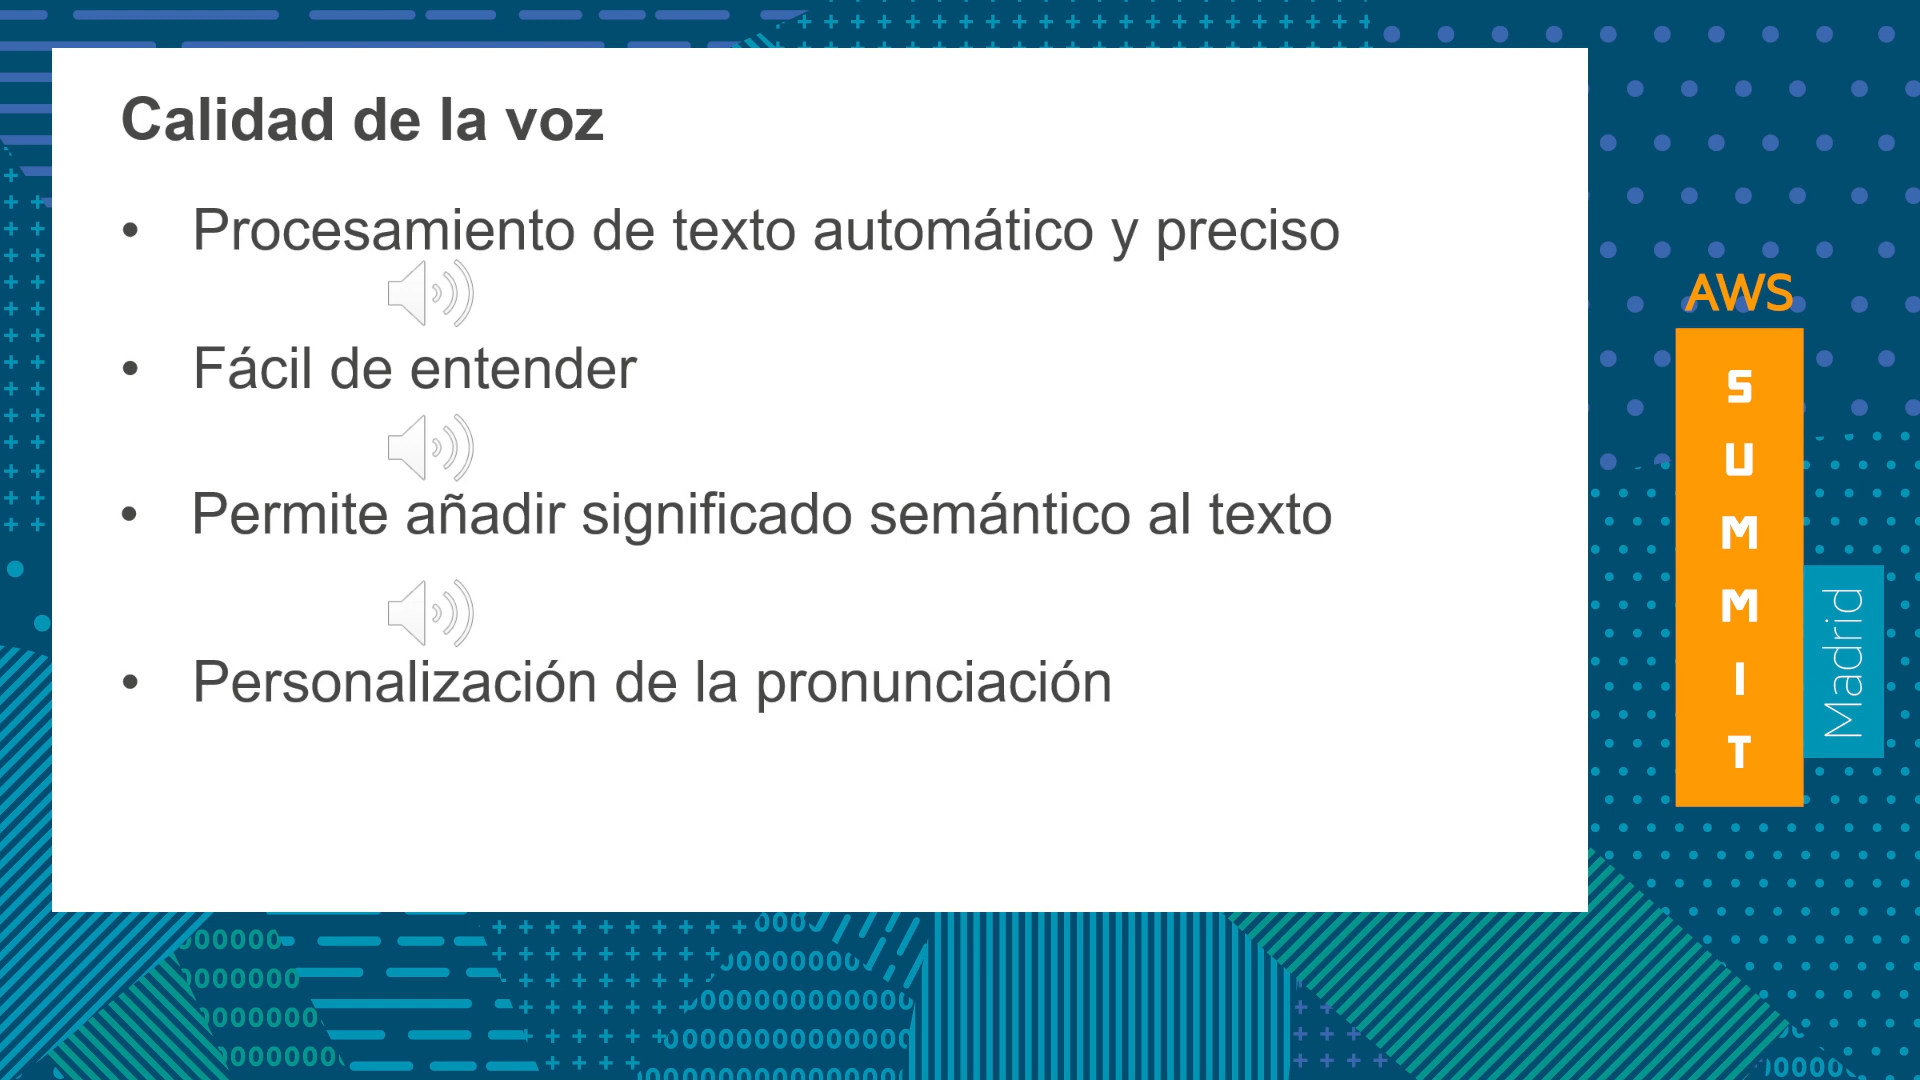 Calidad de la voz
• Procesamiento de texto automático y preciso
• Fácil de entender
• Permite añadir significado semántico al texto
• Personalización de la pronunciación
AWS
SUMMIT
Madrid